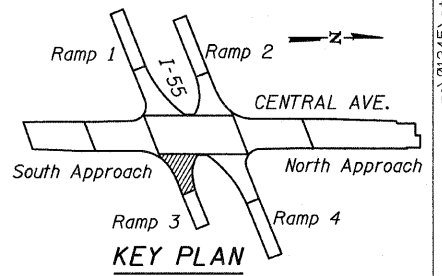 Ramp 1
Ramp 2
I-55
N
CENTRAL AVE.
South Approach
North Approach
Ramp 3
Ramp 4
KEY PLAN